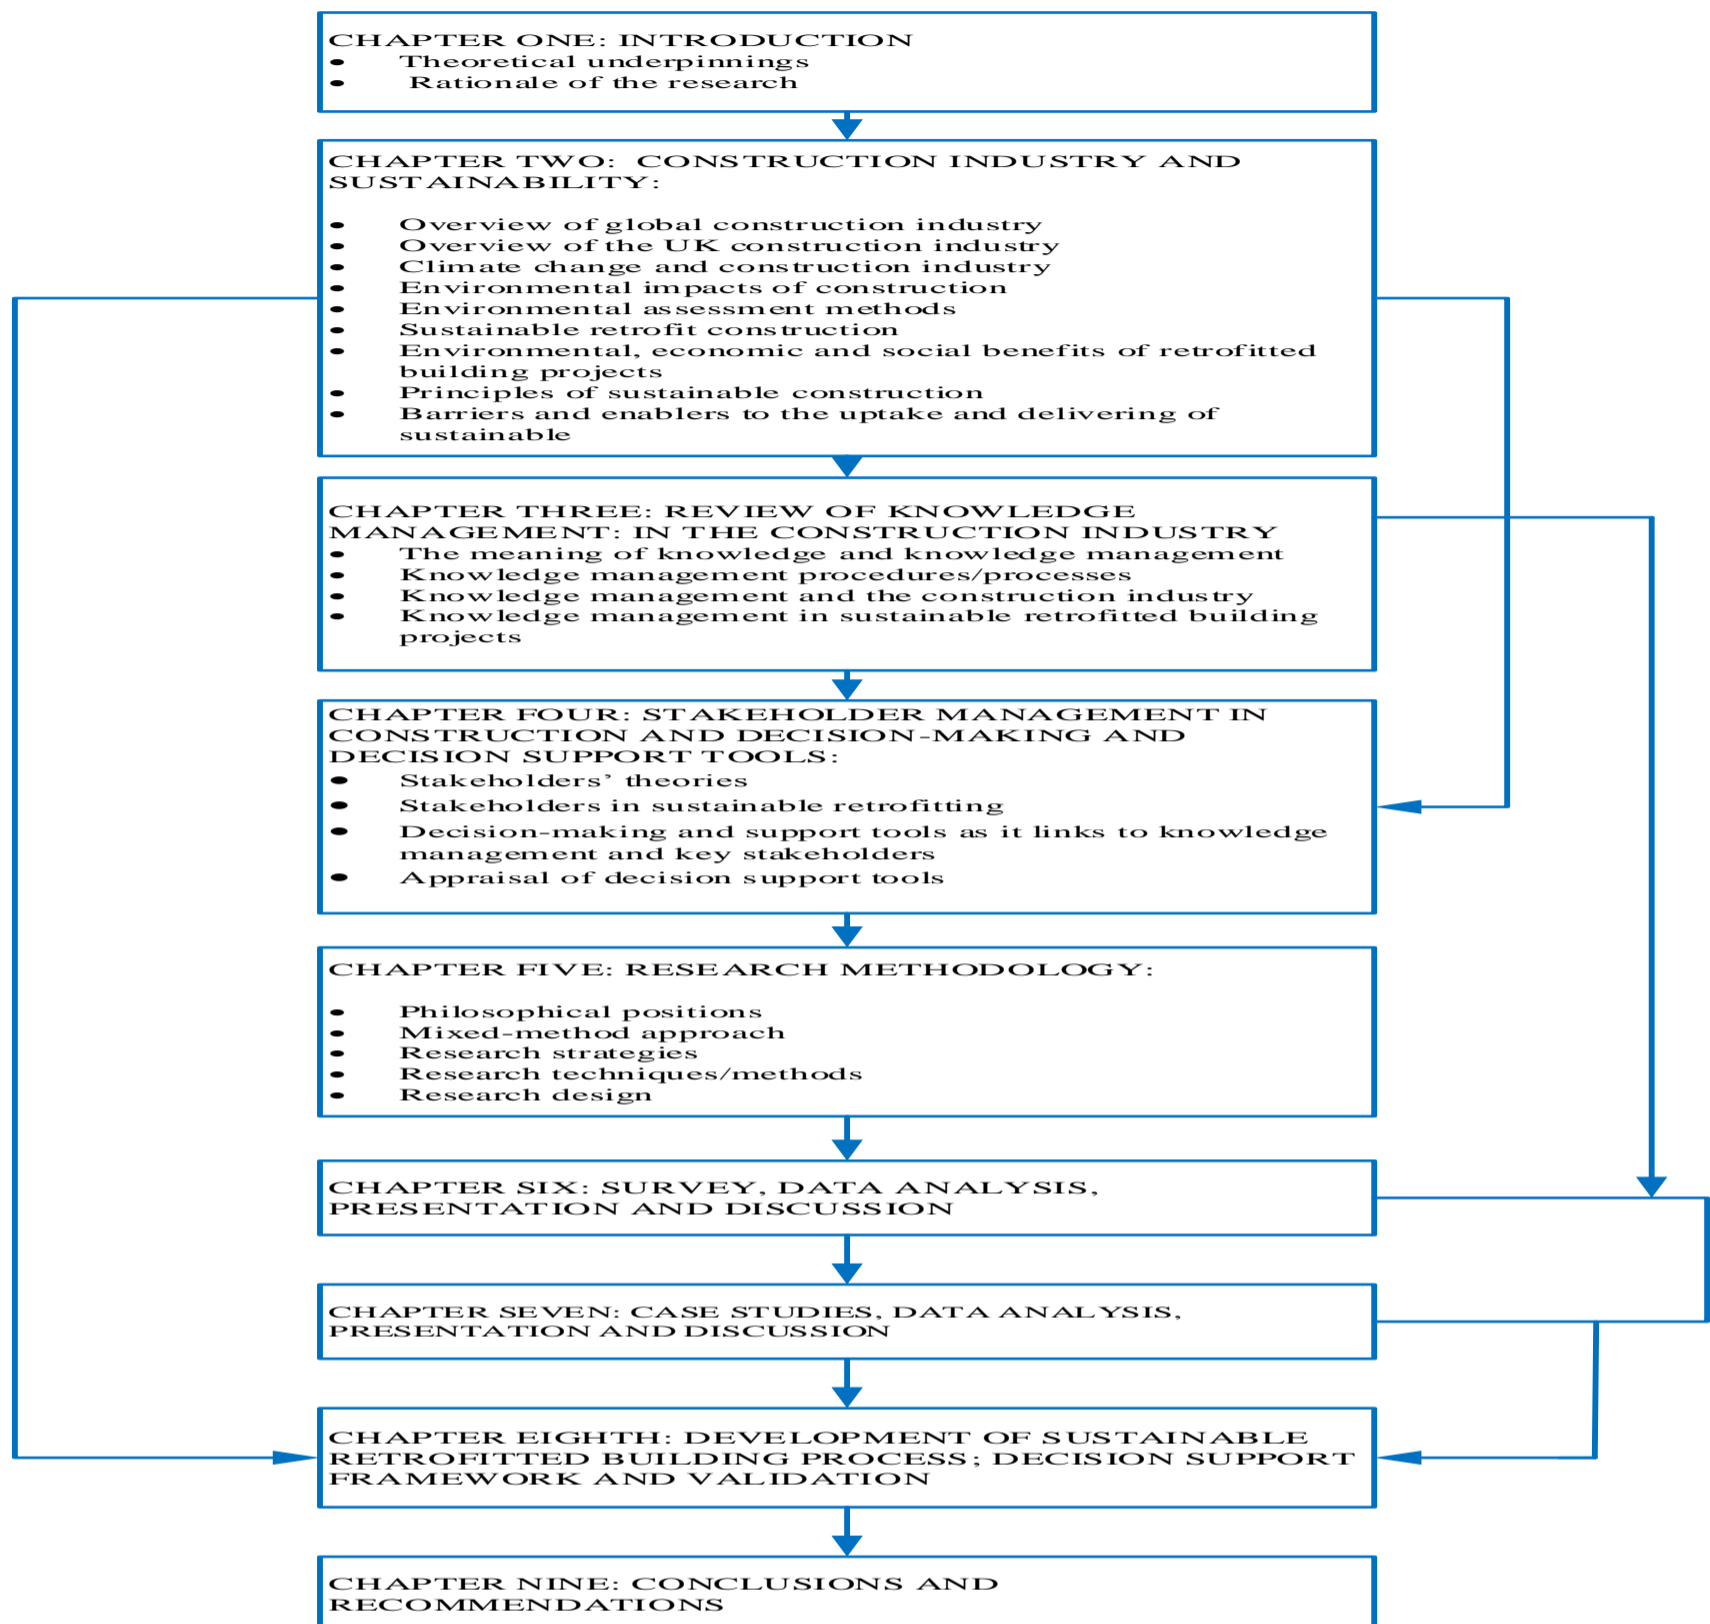 CHAPTER ONE: INTRODUCTION
• Theoretical underpinnings
• Rationale of the research
CHAPTER TWO: CONSTRUCTION INDUSTRY AND
SUSTAINABILITY:
• Overview of global construction industry
• Overview of the UK construction industry
• Climate change and construction industry
• Environmental impacts of construction
• Environmental assessment methods
• Sustainable retrofit construction
• Environmental, economic and social benefits of retrofitted
building projects
• Principles of sustainable construction
• Barriers and enablers to the uptake and delivering of
sustainable
CHAPTER THREE: REVIEW OF KNOWLEDGE
MANAGEMENT: IN THE CONSTRUCTION INDUSTRY
• The meaning of knowledge and knowledge management
• Knowledge management procedures/processes
• Knowledge management and the construction industry
• Knowledge management in sustainable retrofitted building
projects
CHAPTER FOUR: STAKEHOLDER MANAGEMENT IN
CONSTRUCTION AND DECISION-MAKING AND
DECISION SUPPORT TOOLS:
• Stakeholders’ theories
• Stakeholders in sustainable retrofitting
• Decision-making and support tools as it links to knowledge
management and key stakeholders
• Appraisal of decision support tools
CHAPTER FIVE: RESEARCH METHODOLOGY:
• Philosophical positions
• Mixed-method approach
• Research strategies
• Research techniques/methods
• Research design
CHAPTER SIX: SURVEY, DATA ANALYSIS,
PRESENTATION AND DISCUSSION
CHAPTER SEVEN: CASE STUDIES, DATA ANALYSIS,
PRESENTATION AND DISCUSSION
CHAPTER EIGHTH: DEVELOPMENT OF SUSTAINABLE
RETROFITTED BUILDING PROCESS; DECISION SUPPORT
FRAMEWORK AND VALIDATION
CHAPTER NINE: CONCLUSIONS AND
RECOMMENDATIONS